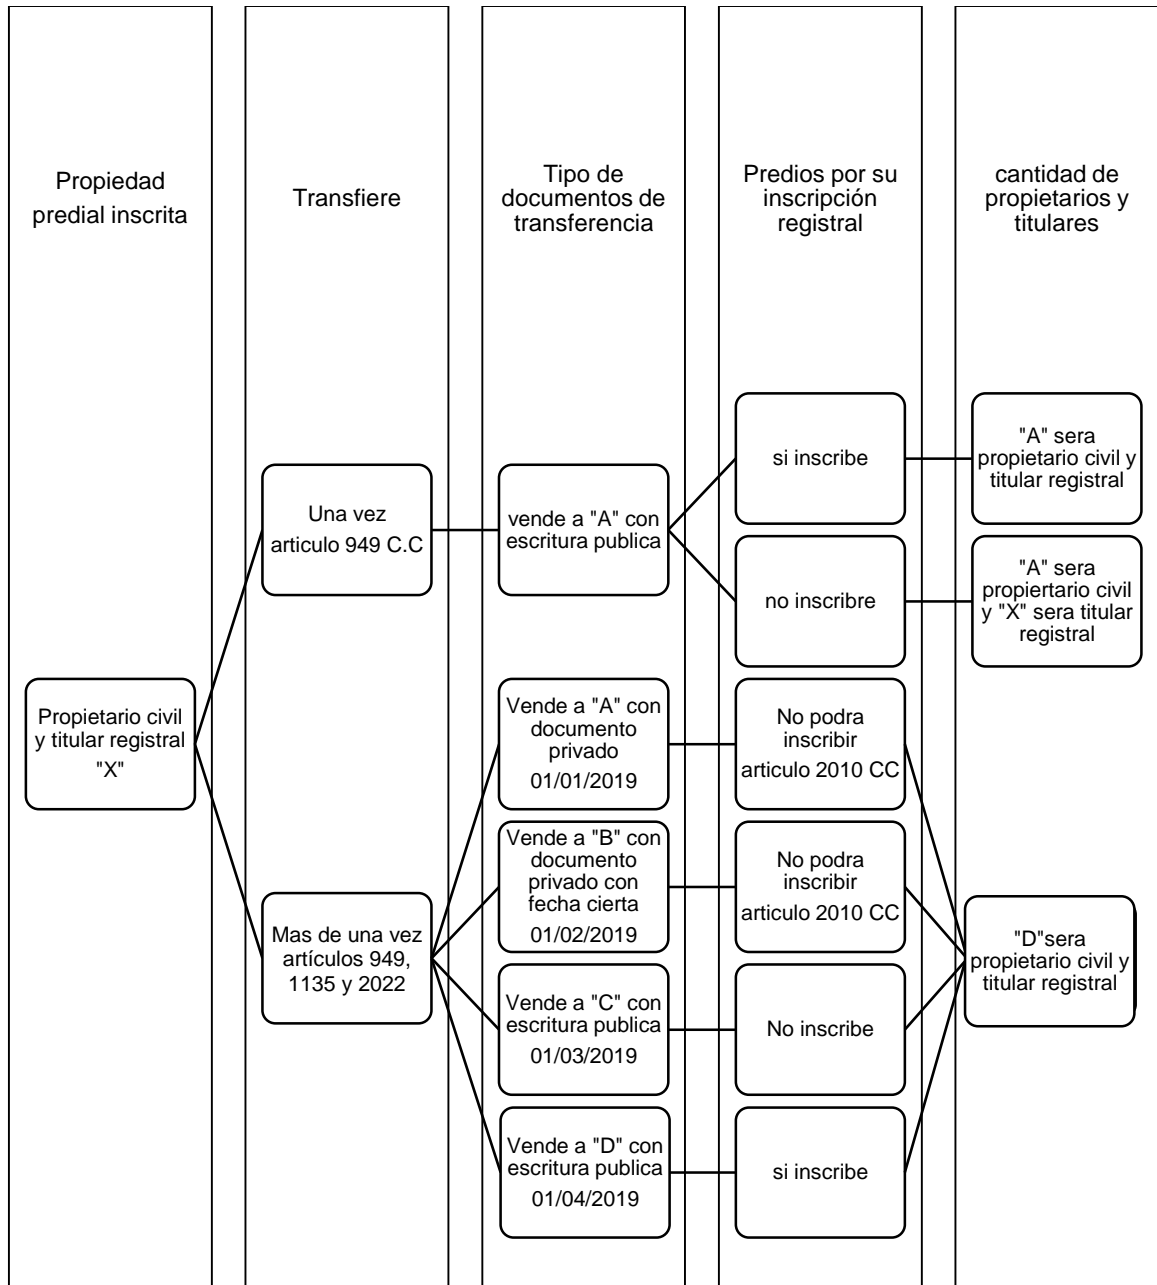 Propiedad
predial inscrita
Transfiere
Tipo de
documentos de
transferencia
Predios por su
inscripción
registral
cantidad de
propietarios y
titulares
Propietario civil
y titular registral
"X"
Una vez
articulo 949 C.C
Mas de una vez
artículos 949,
1135 y 2022
vende a "A" con
escritura publica
Vende a "A" con
documento
privado
01/01/2019
Vende a "B" con
documento
privado con
fecha cierta
01/02/2019
Vende a "C" con
escritura publica
01/03/2019
Vende a "D" con
escritura publica
01/04/2019
si inscribe
no inscribre
No podra
inscribir
articulo 2010 CC
No podra
inscribir
articulo 2010 CC
No inscribe
si inscribe
"A" sera
propietario civil y
titular registral
"A" sera
propiertario civil
y "X" sera titular
registral
"D"sera
propietario civil y
titular registral